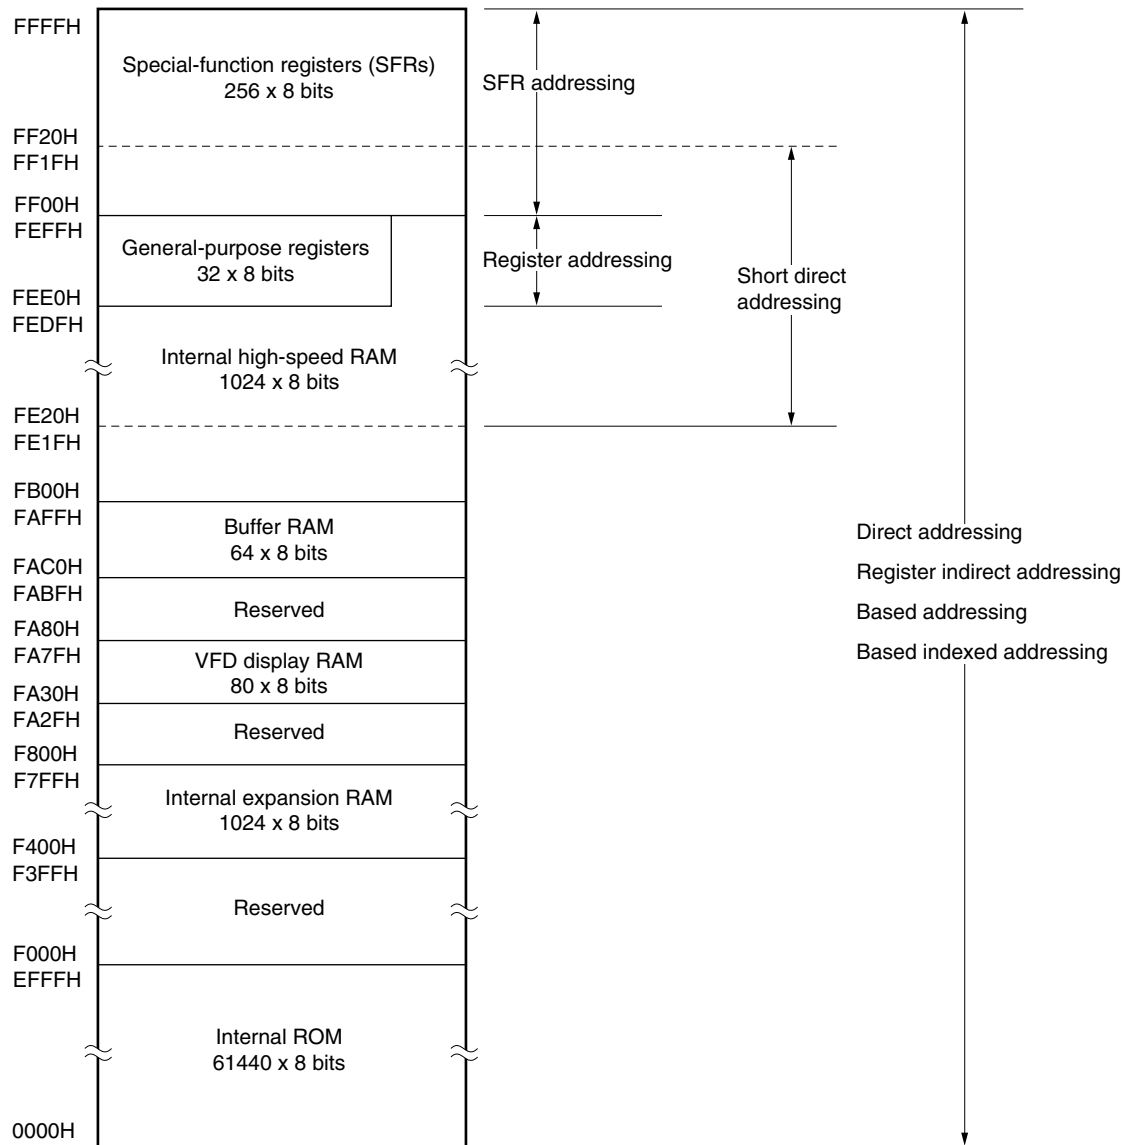 FFFFH
Special-function registers (SFRs)
256 x 8 bits
SFR addressing
FF20H
FF1FH
FF00H
FEFFH
General-purpose registers
32 x 8 bits
Register addressing
Short direct
addressing
FEE0H
FEDFH
Internal high-speed RAM
1024 x 8 bits
FE20H
FE1FH
FB00H
FAFFH
Buffer RAM
64 x 8 bits
Direct addressing
Register indirect addressing
Based addressing
Based indexed addressing
FAC0H
FABFH
Reserved
FA80H
FA7FH
VFD display RAM
80 x 8 bits
FA30H
FA2FH
Reserved
F800H
F7FFH
Internal expansion RAM
1024 x 8 bits
F400H
F3FFH
Reserved
F000H
EFFFH
Internal ROM
61440 x 8 bits
0000H